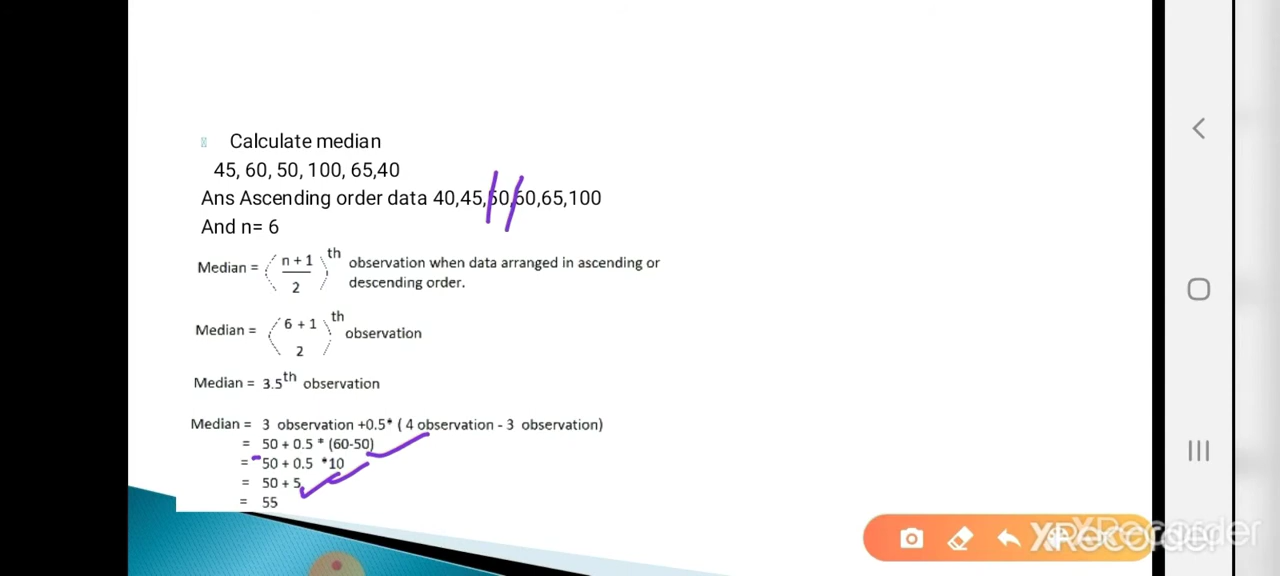 Calculate median
45, 60, 50, 100, 65,40
Ans Ascending order data 40,45,50,60,65,100
And n= 6
Median = ( n + 1 / 2 ) th observation when data arranged in ascending or
descending order.
Median = ( 6 + 1 / 2 ) th observation
Median = 3.5th observation
Median = 3 observation +0.5* ( 4 observation - 3 observation)
= 50 + 0.5 * (60-50)
= 50 + 0.5 *10
= 50 + 5
= 55
XRecorder